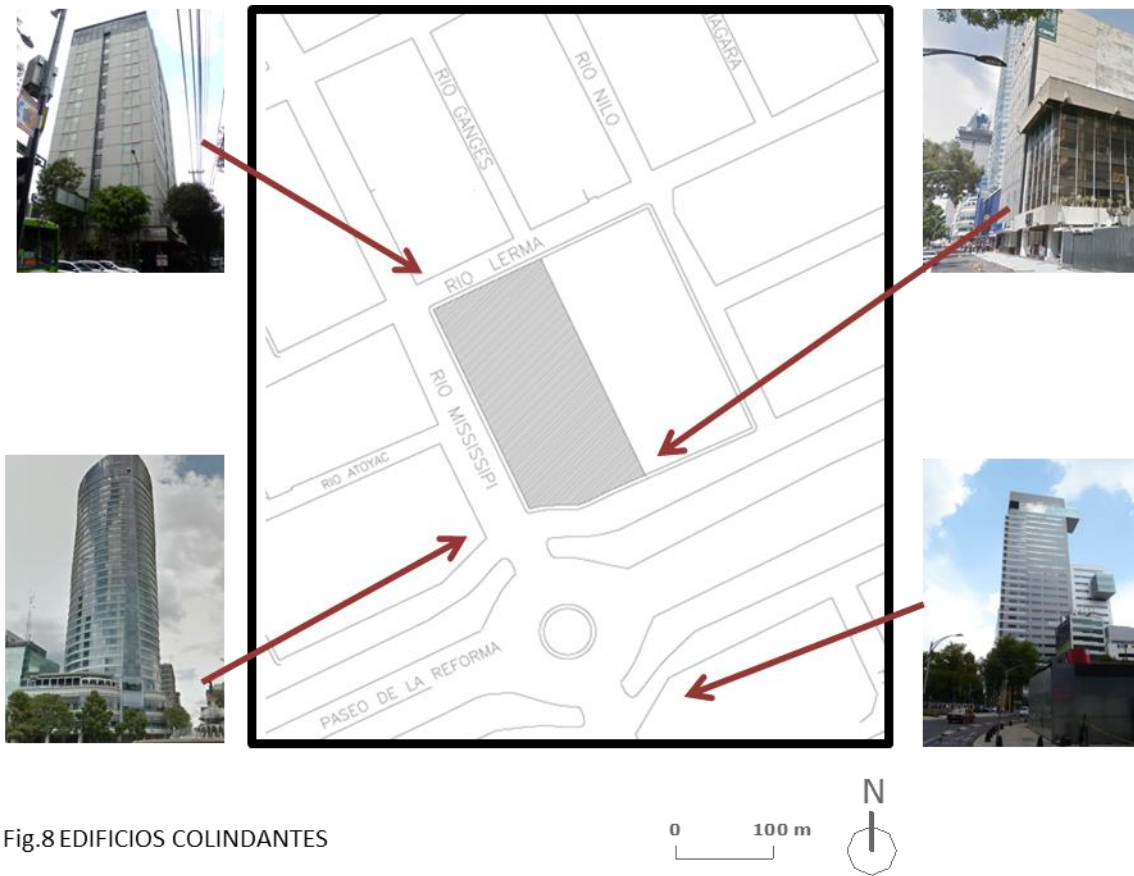 RIO GANGES
RIO NILO
IAGARA
RIO LERMA
RIO MISSISSIPI
RIO ATOYAC
PASEO DE LA REFORMA
Fig.8 EDIFICIOS COLINDANTES
0 100 m
N